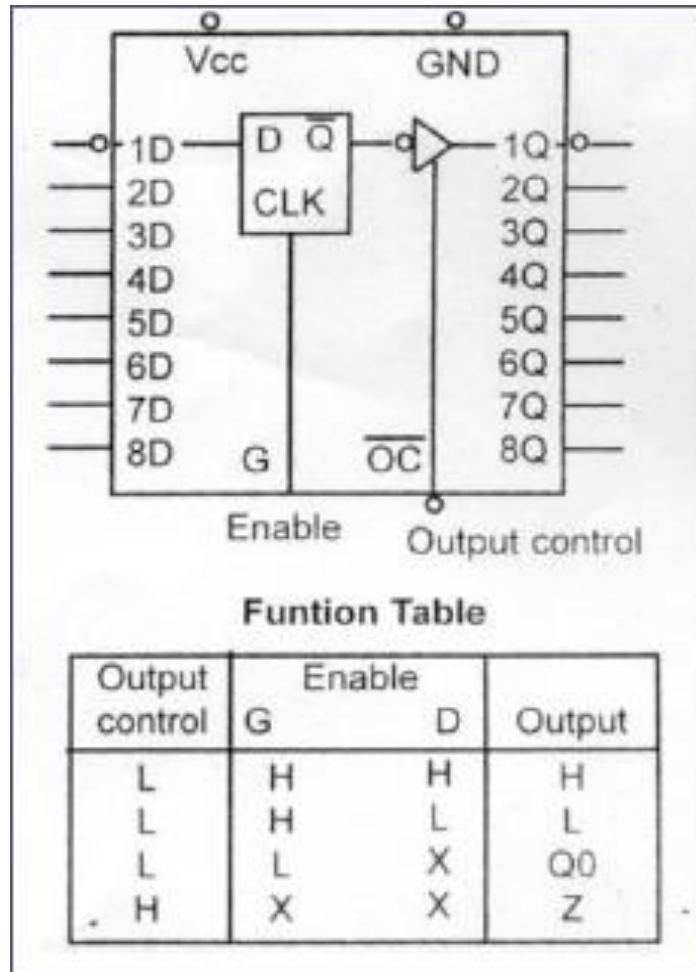 Vcc GND
1D D Q̅ 1Q
2D CLK 2Q
3D 3Q
4D 4Q
5D 5Q
6D 6Q
7D 7Q
8D G O̅C̅ 8Q
Enable Output control
Funtion Table
Output Enable
control G D Output
L H H H
L H L L
L L X Q0
H X X Z